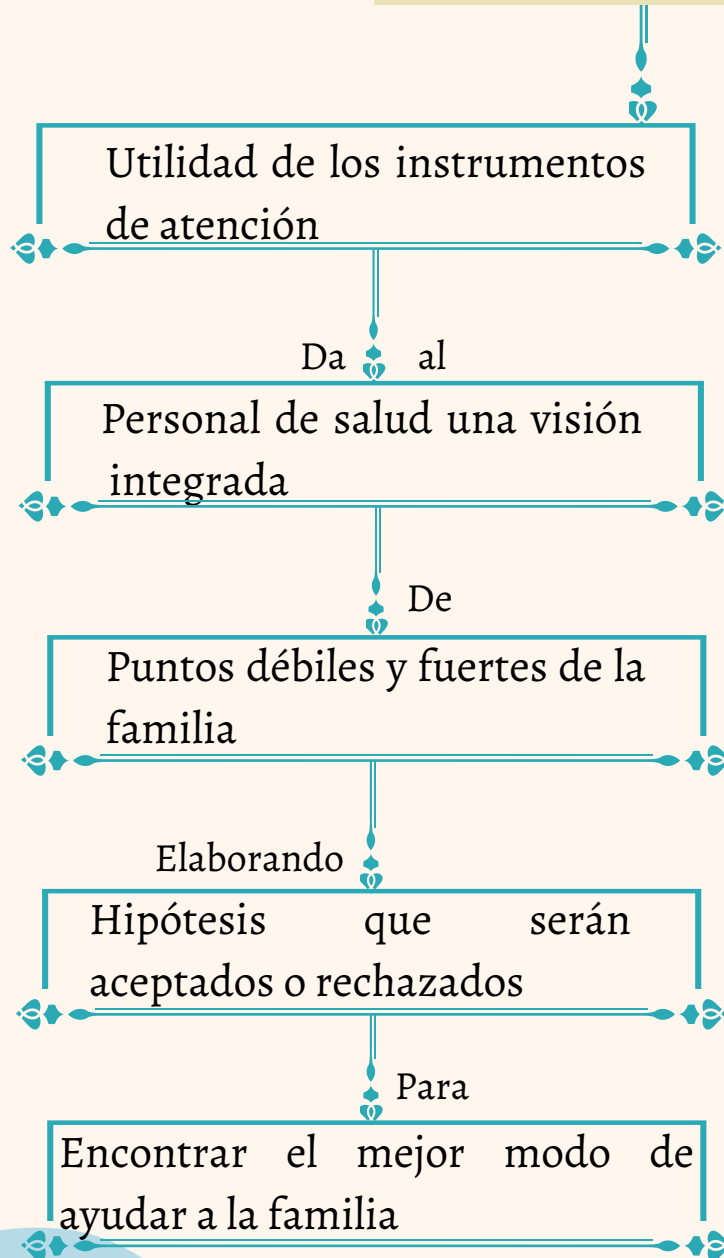 Utilidad de los instrumentos
de atención
Da al
Personal de salud una visión
integrada
De
Puntos débiles y fuertes de la
familia
Elaborando
Hipótesis que serán
aceptados o rechazados
Para
Encontrar el mejor modo de
ayudar a la familia